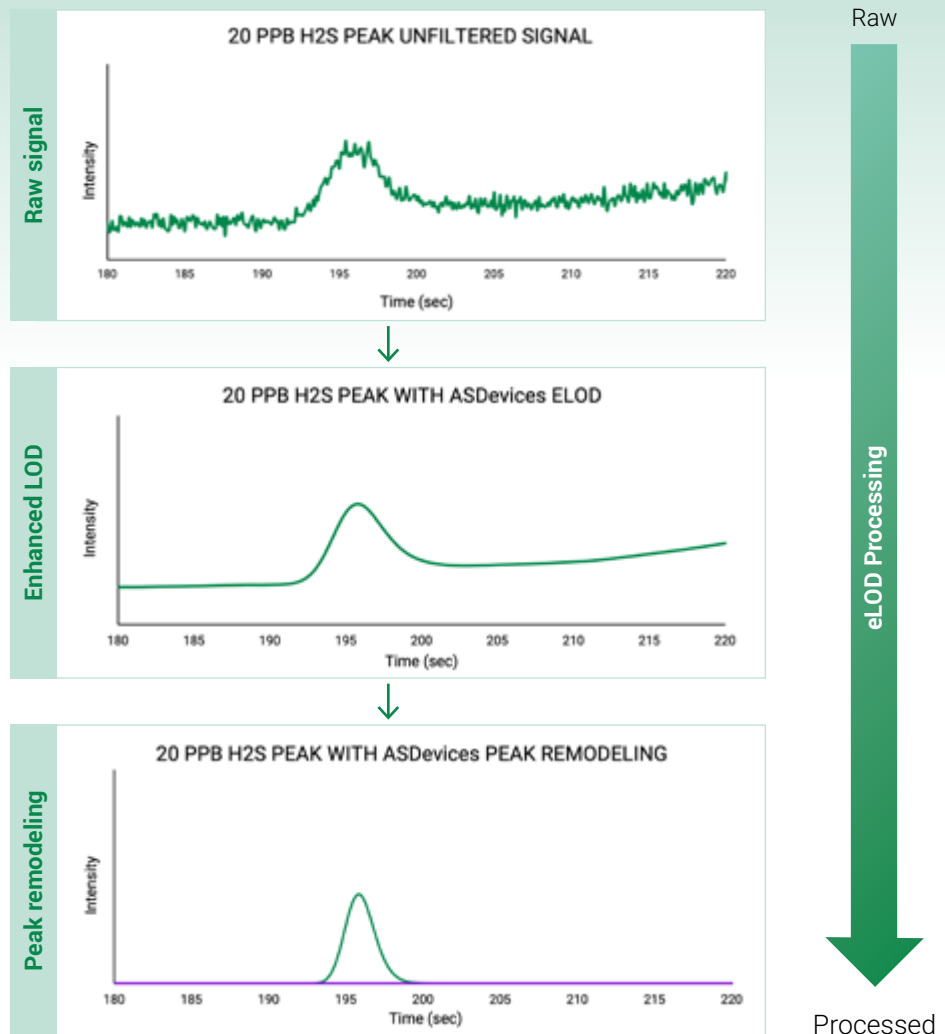 Raw
Raw signal
20 PPB H2S PEAK UNFILTERED SIGNAL
Intensity
180 185 190 195 200 205 210 215 220
Time (sec)
Enhanced LOD
20 PPB H2S PEAK WITH ASDevices ELOD
Intensity
180 185 190 195 200 205 210 215 220
Time (sec)
eLOD Processing
Peak remodeling
20 PPB H2S PEAK WITH ASDevices PEAK REMODELING
Intensity
180 185 190 195 200 205 210 215 220
Time (sec)
Processed